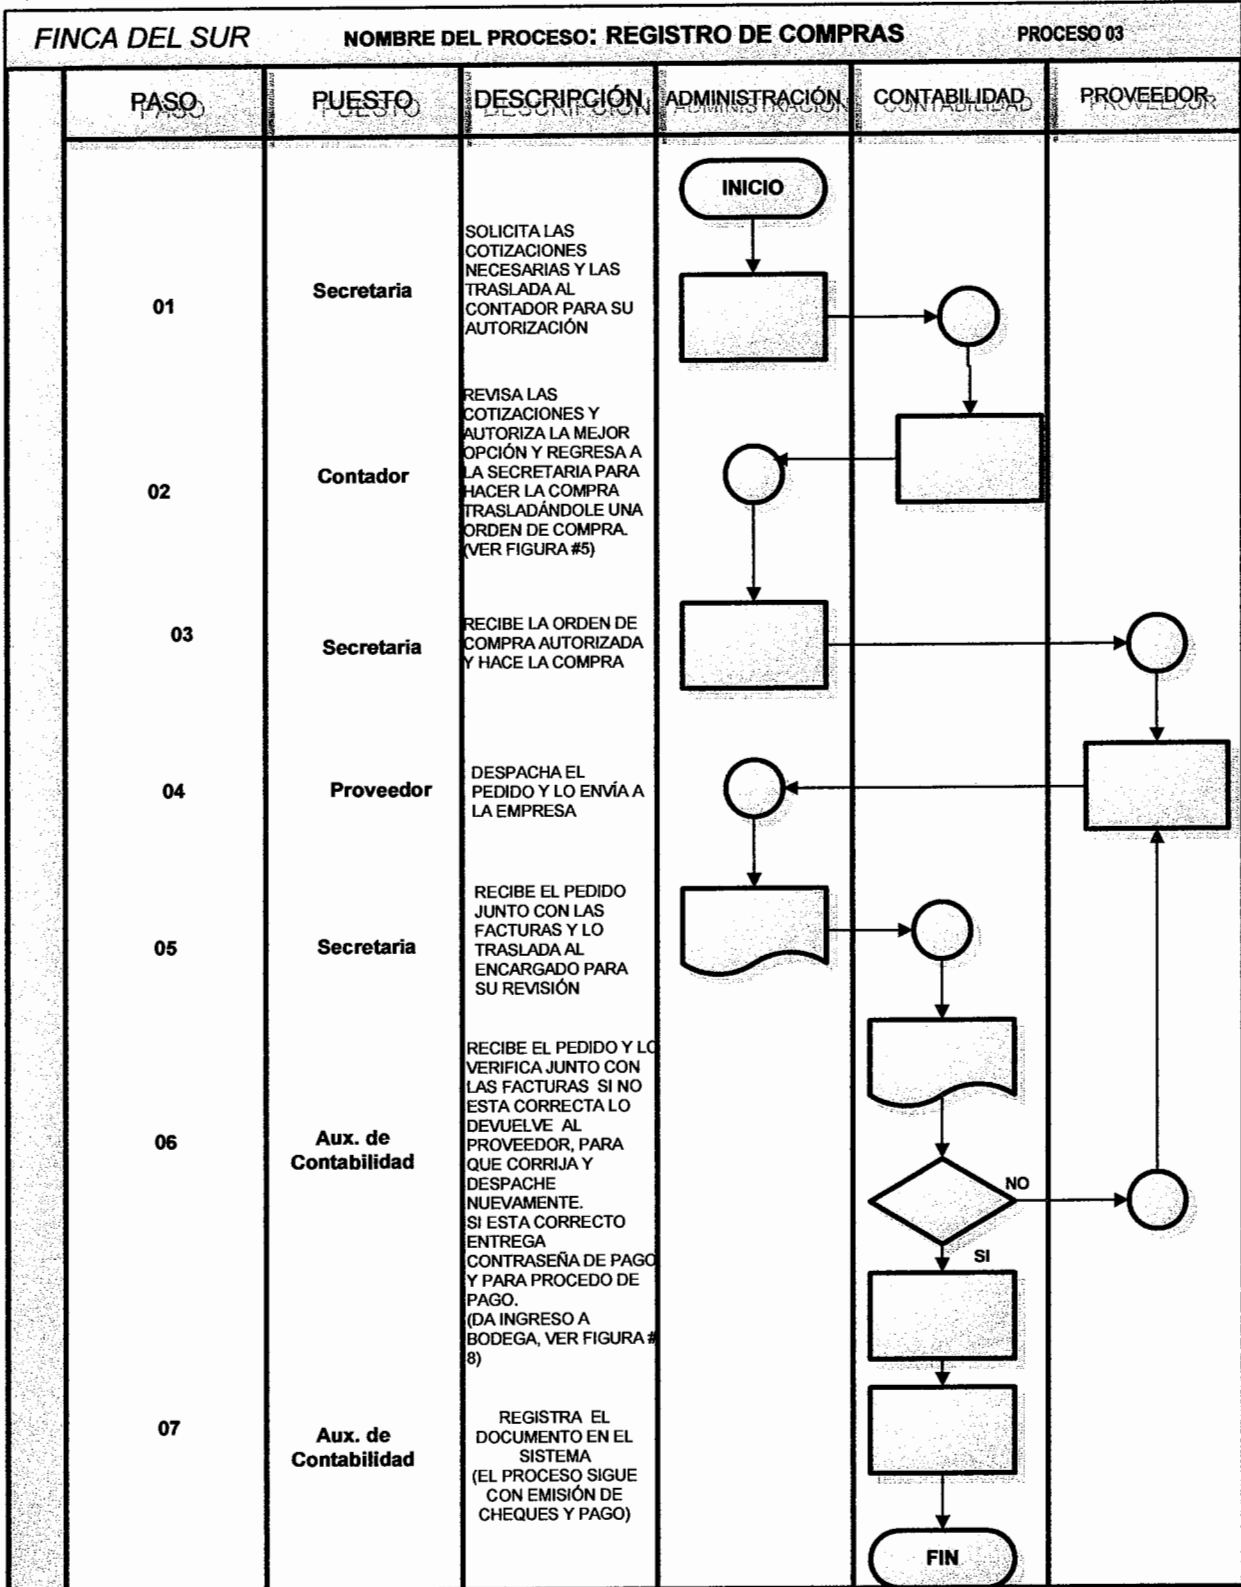 FINCA DEL SUR NOMBRE DEL PROCESO: REGISTRO DE COMPRAS PROCESO 03
PASO PUESTO DESCRIPCIÓN ADMINISTRACIÓN CONTABILIDAD PROVEEDOR
INICIO
01
Secretaria
SOLICITA LAS
COTIZACIONES
NECESARIAS Y LAS
TRASLADA AL
CONTADOR PARA SU
AUTORIZACIÓN
02
Contador
REVISA LAS
COTIZACIONES Y
AUTORIZA LA MEJOR
OPCIÓN Y REGRESA A
LA SECRETARIA PARA
HACER LA COMPRA
TRASLADÁNDOLE UNA
ORDEN DE COMPRA.
(VER FIGURA #5)
03
Secretaria
RECIBE LA ORDEN DE
COMPRA AUTORIZADA
Y HACE LA COMPRA
04
Proveedor
DESPACHA EL
PEDIDO Y LO ENVÍA A
LA EMPRESA
05
Secretaria
RECIBE EL PEDIDO
JUNTO CON LAS
FACTURAS Y LO
TRASLADA AL
ENCARGADO PARA
SU REVISIÓN
06
Aux. de
Contabilidad
RECIBE EL PEDIDO Y LO
VERIFICA JUNTO CON
LAS FACTURAS SI NO
ESTA CORRECTA LO
DEVUELVE AL
PROVEEDOR, PARA
QUE CORRIJA Y
DESPACHE
NUEVAMENTE.
SI ESTA CORRECTO
ENTREGA
CONTRASEÑA DE PAGO
Y PARA PROCEDO DE
PAGO.
(DA INGRESO A
BODEGA, VER FIGURA #
8)
NO
SI
07
Aux. de
Contabilidad
REGISTRA EL
DOCUMENTO EN EL
SISTEMA
(EL PROCESO SIGUE
CON EMISIÓN DE
CHEQUES Y PAGO)
FIN